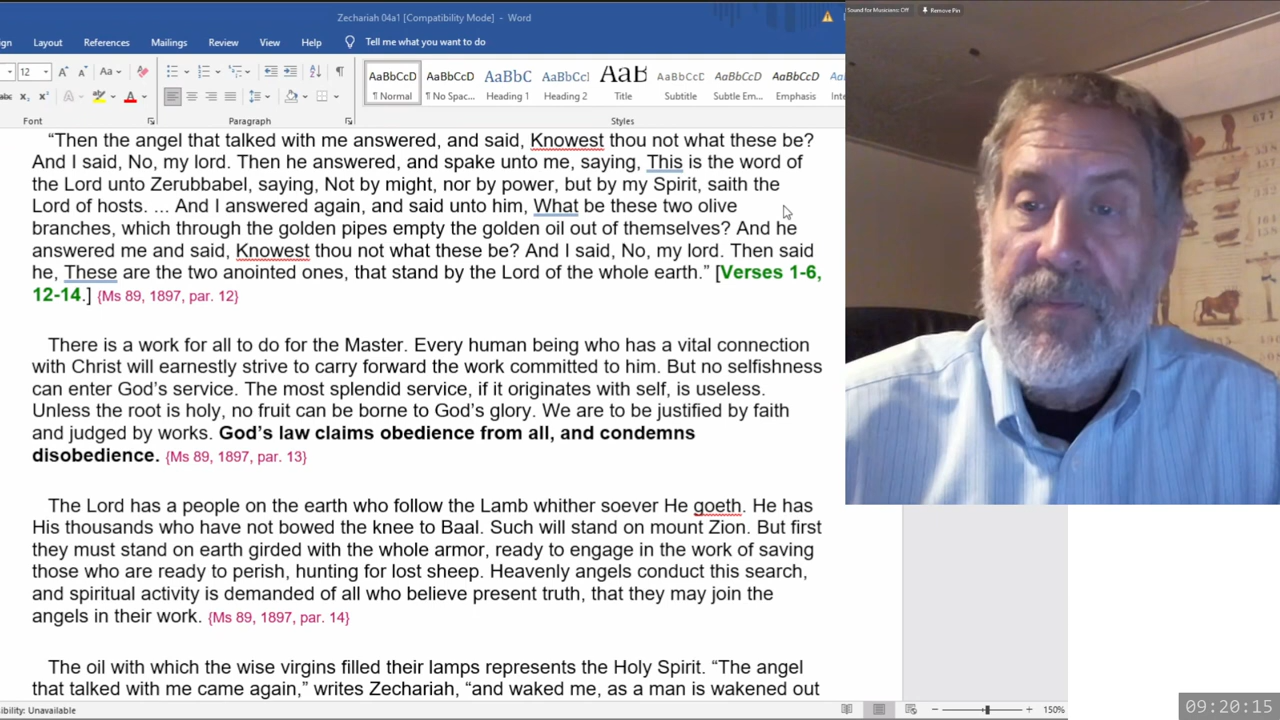 Zechariah 04a1 [Compatibility Mode] - Word
Sound for Musicians: Off Remove Pin
Layout References Mailings Review View Help Tell me what you want to do
12 Aa
AaBbCcD AaBbCcD AaBbC AaBbCcI AaB AaBbCcD AaBbCcD AaBbCcD
¶ Normal ¶ No Spac... Heading 1 Heading 2 Title Subtitle Subtle Em... Emphasis
Font Paragraph Styles
“Then the angel that talked with me answered, and said, Knowest thou not what these be?
And I said, No, my lord. Then he answered, and spake unto me, saying, This is the word of
the Lord unto Zerubbabel, saying, Not by might, nor by power, but by my Spirit, saith the
Lord of hosts. ... And I answered again, and said unto him, What be these two olive
branches, which through the golden pipes empty the golden oil out of themselves? And he
answered me and said, Knowest thou not what these be? And I said, No, my lord. Then said
he, These are the two anointed ones, that stand by the Lord of the whole earth.” [Verses 1-6,
12-14.] {Ms 89, 1897, par. 12}
There is a work for all to do for the Master. Every human being who has a vital connection
with Christ will earnestly strive to carry forward the work committed to him. But no selfishness
can enter God’s service. The most splendid service, if it originates with self, is useless.
Unless the root is holy, no fruit can be borne to God’s glory. We are to be justified by faith
and judged by works. God’s law claims obedience from all, and condemns
disobedience. {Ms 89, 1897, par. 13}
The Lord has a people on the earth who follow the Lamb whither soever He goeth. He has
His thousands who have not bowed the knee to Baal. Such will stand on mount Zion. But first
they must stand on earth girded with the whole armor, ready to engage in the work of saving
those who are ready to perish, hunting for lost sheep. Heavenly angels conduct this search,
and spiritual activity is demanded of all who believe present truth, that they may join the
angels in their work. {Ms 89, 1897, par. 14}
The oil with which the wise virgins filled their lamps represents the Holy Spirit. “The angel
that talked with me came again,” writes Zechariah, “and waked me, as a man is wakened out
ibility: Unavailable 150%
09:20:15